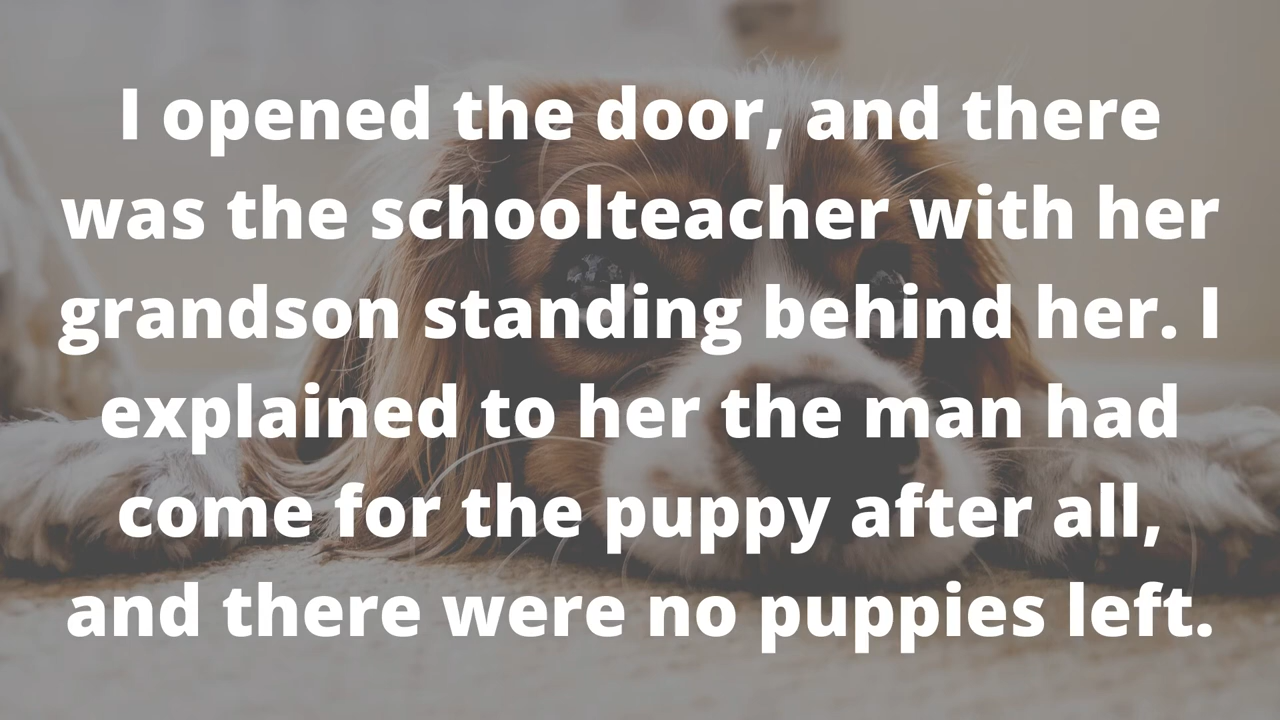 I opened the door, and there
was the schoolteacher with her
grandson standing behind her. I
explained to her the man had
come for the puppy after all,
and there were no puppies left.